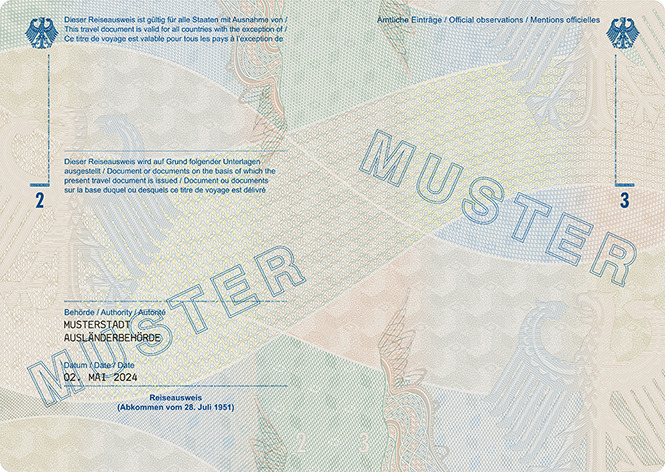 Dieser Reiseausweis ist gültig für alle Staaten mit Ausnahme von /
This travel document is valid for all countries with the exception of /
Ce titre de voyage est valable pour tous les pays à l'exception de
Dieser Reiseausweis wird auf Grund folgender Unterlagen
ausgestellt / Document or documents on the basis of which the
present travel document is issued / Document ou documents
sur la base duquel ou desqueis ce titre de voyage est délivré
2
MUSTER
Behörde / Authority / Autorité
MUSTERSTADT
AUSLÄNDERBEHÖRDE
Datum / Date / Date
02. MAI 2024
Reiseausweis
(Abkommen vom 28. Juli 1951)
Amtliche Einträge / Official observations / Mentions officielles
MUSTER
3
2 - 3